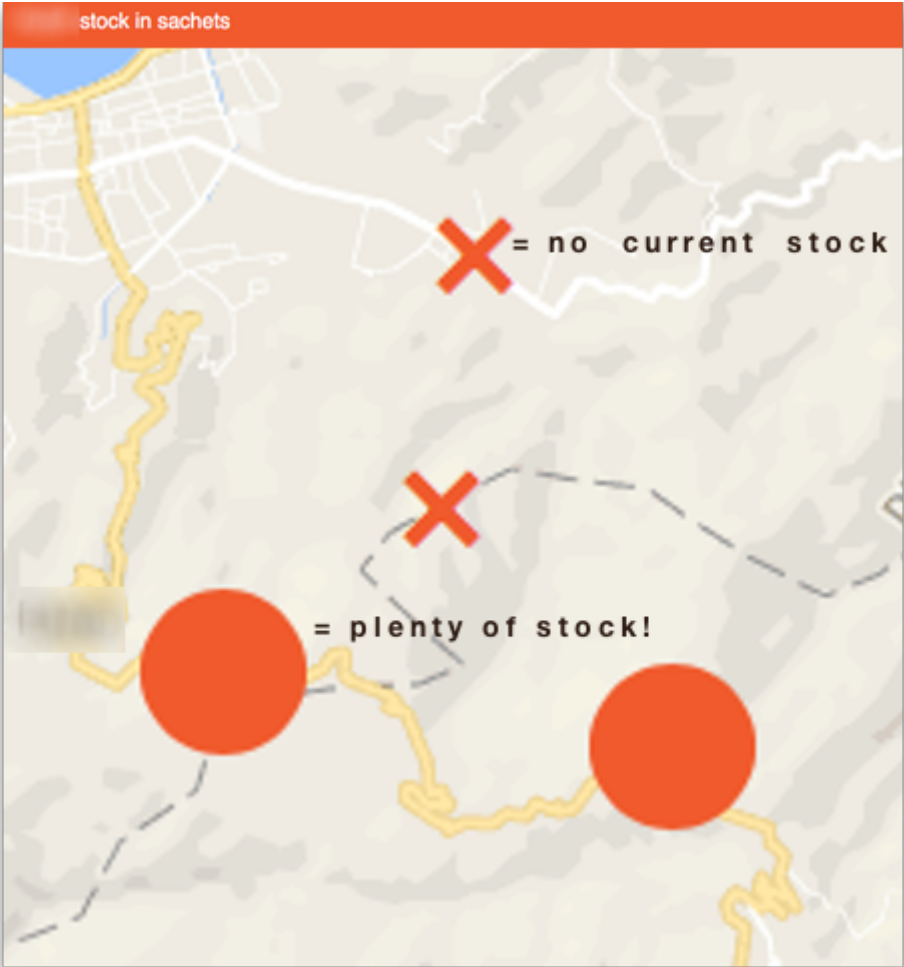 stock in sachets
= no current stock
= plenty of stock!